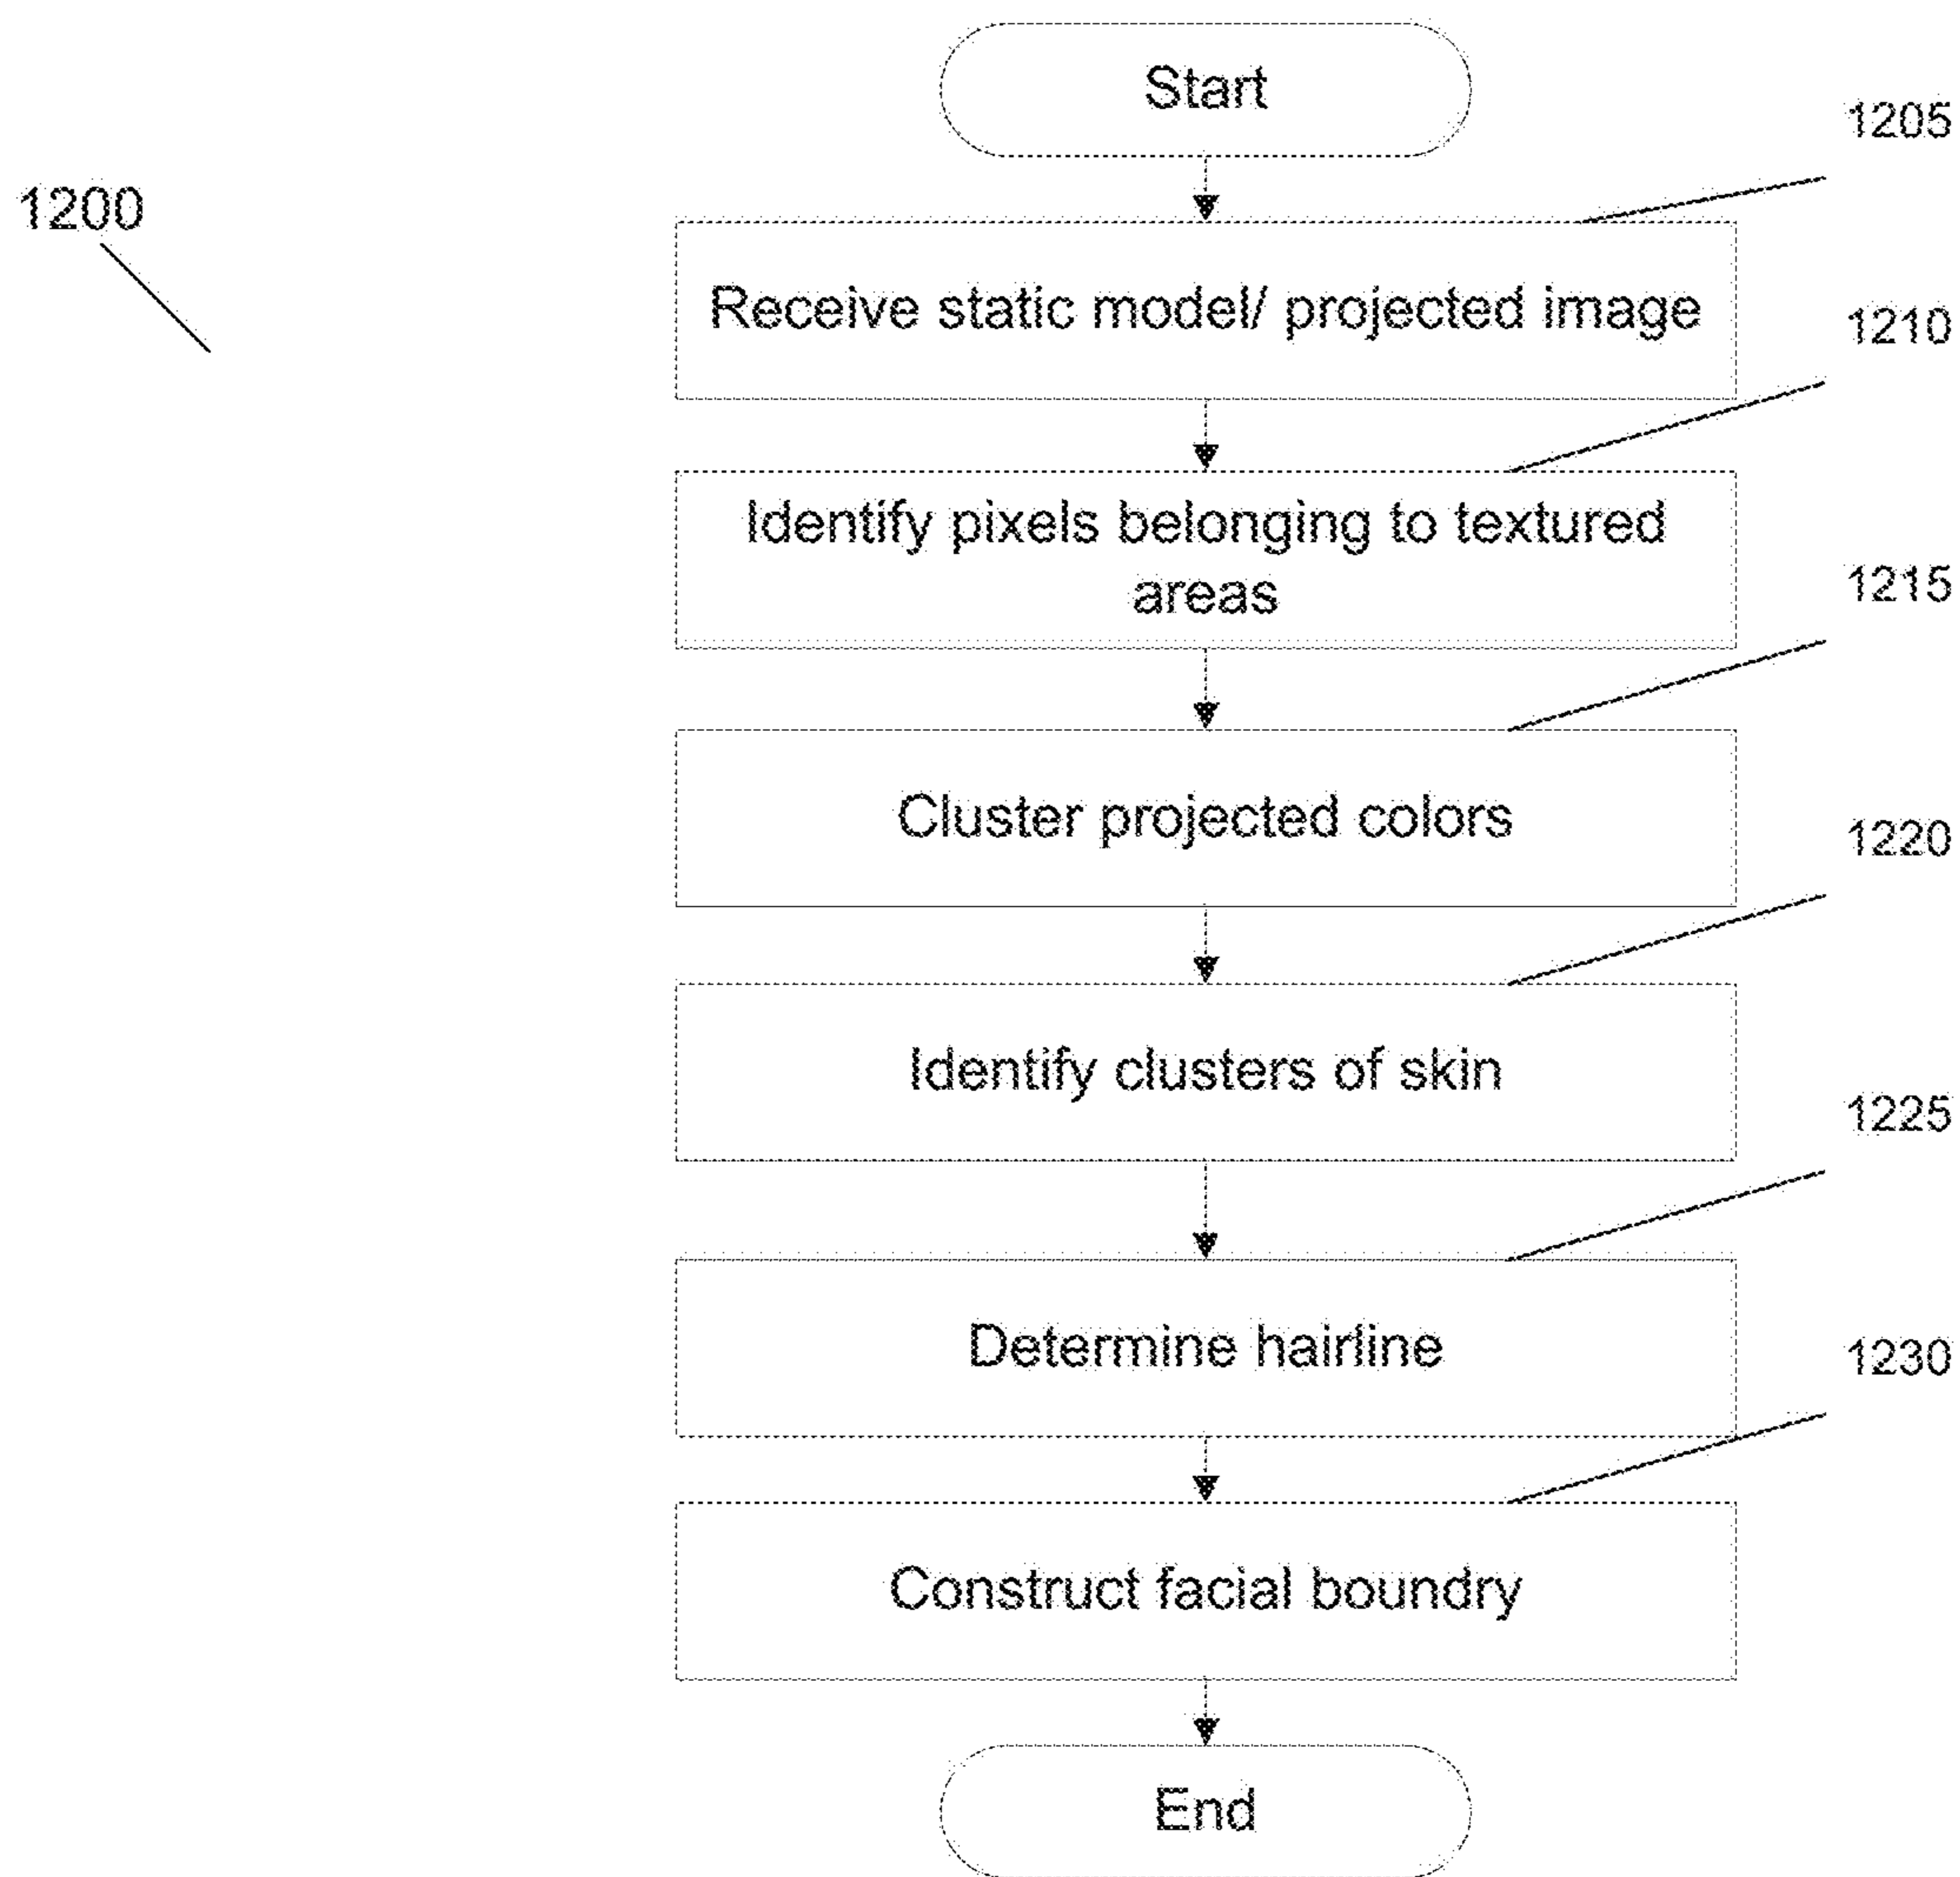 Start
1205
1200
Receive static model/ projected image
1210
Identify pixels belonging to textured
areas
1215
Cluster projected colors
1220
Identify clusters of skin
1225
Determine hairline
1230
Construct facial boundry
End